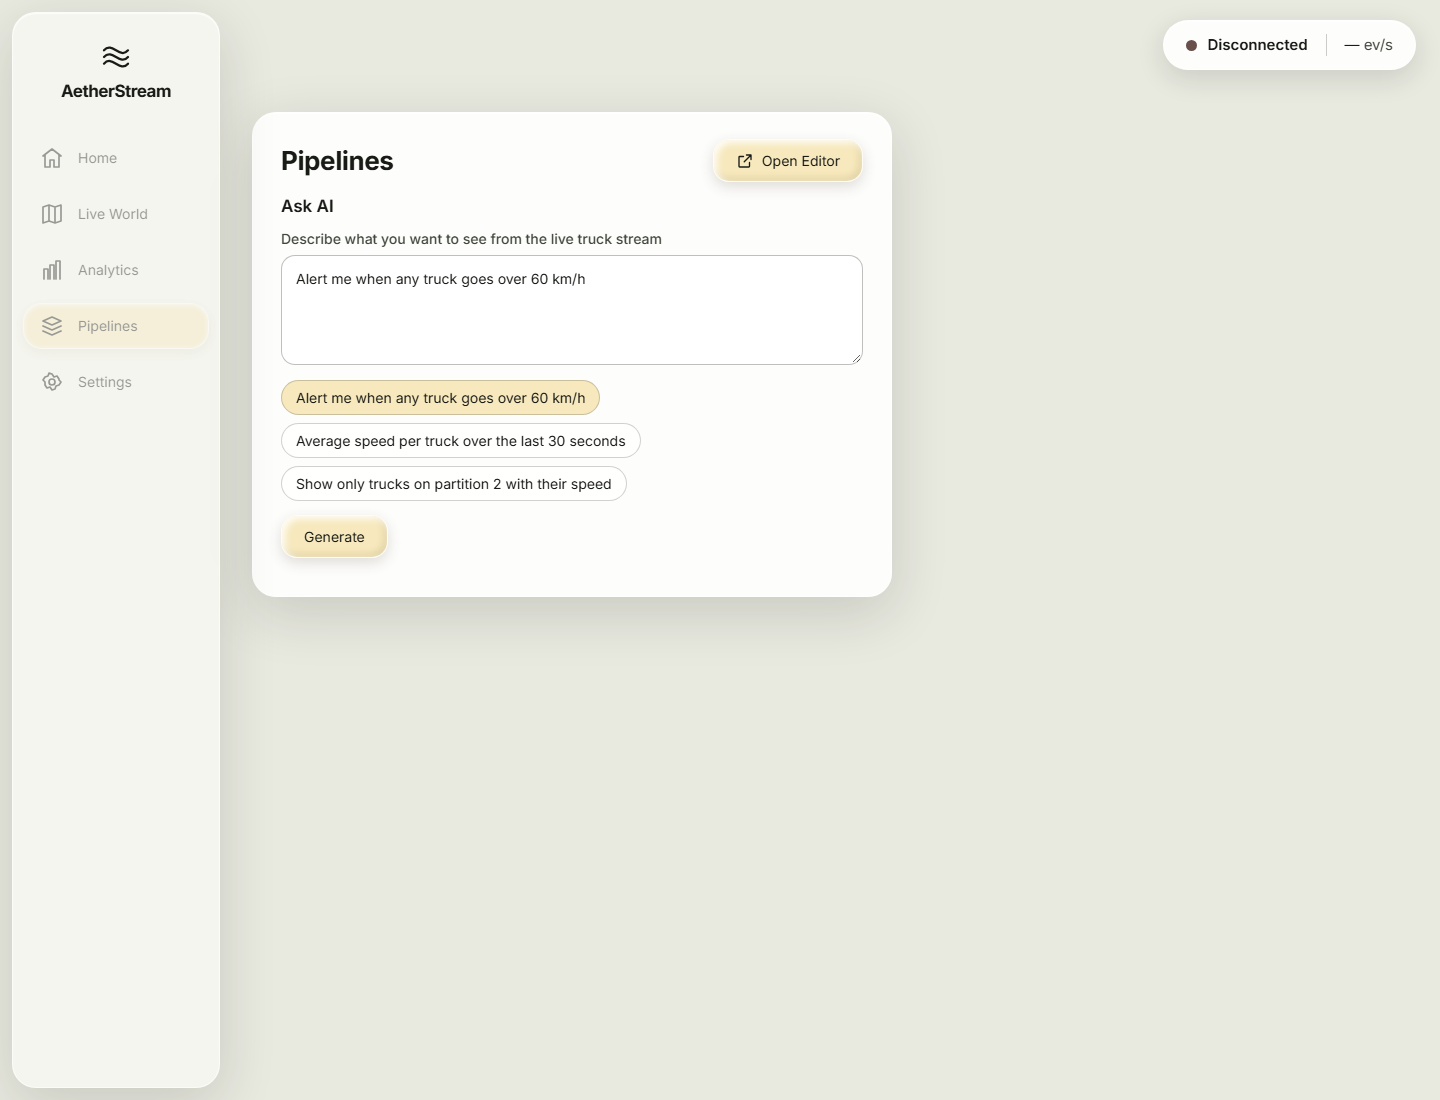 AetherStream
Home
Live World
Analytics
Pipelines
Settings
Disconnected
— ev/s
Pipelines
Open Editor
Ask AI
Describe what you want to see from the live truck stream
Alert me when any truck goes over 60 km/h
Alert me when any truck goes over 60 km/h
Average speed per truck over the last 30 seconds
Show only trucks on partition 2 with their speed
Generate